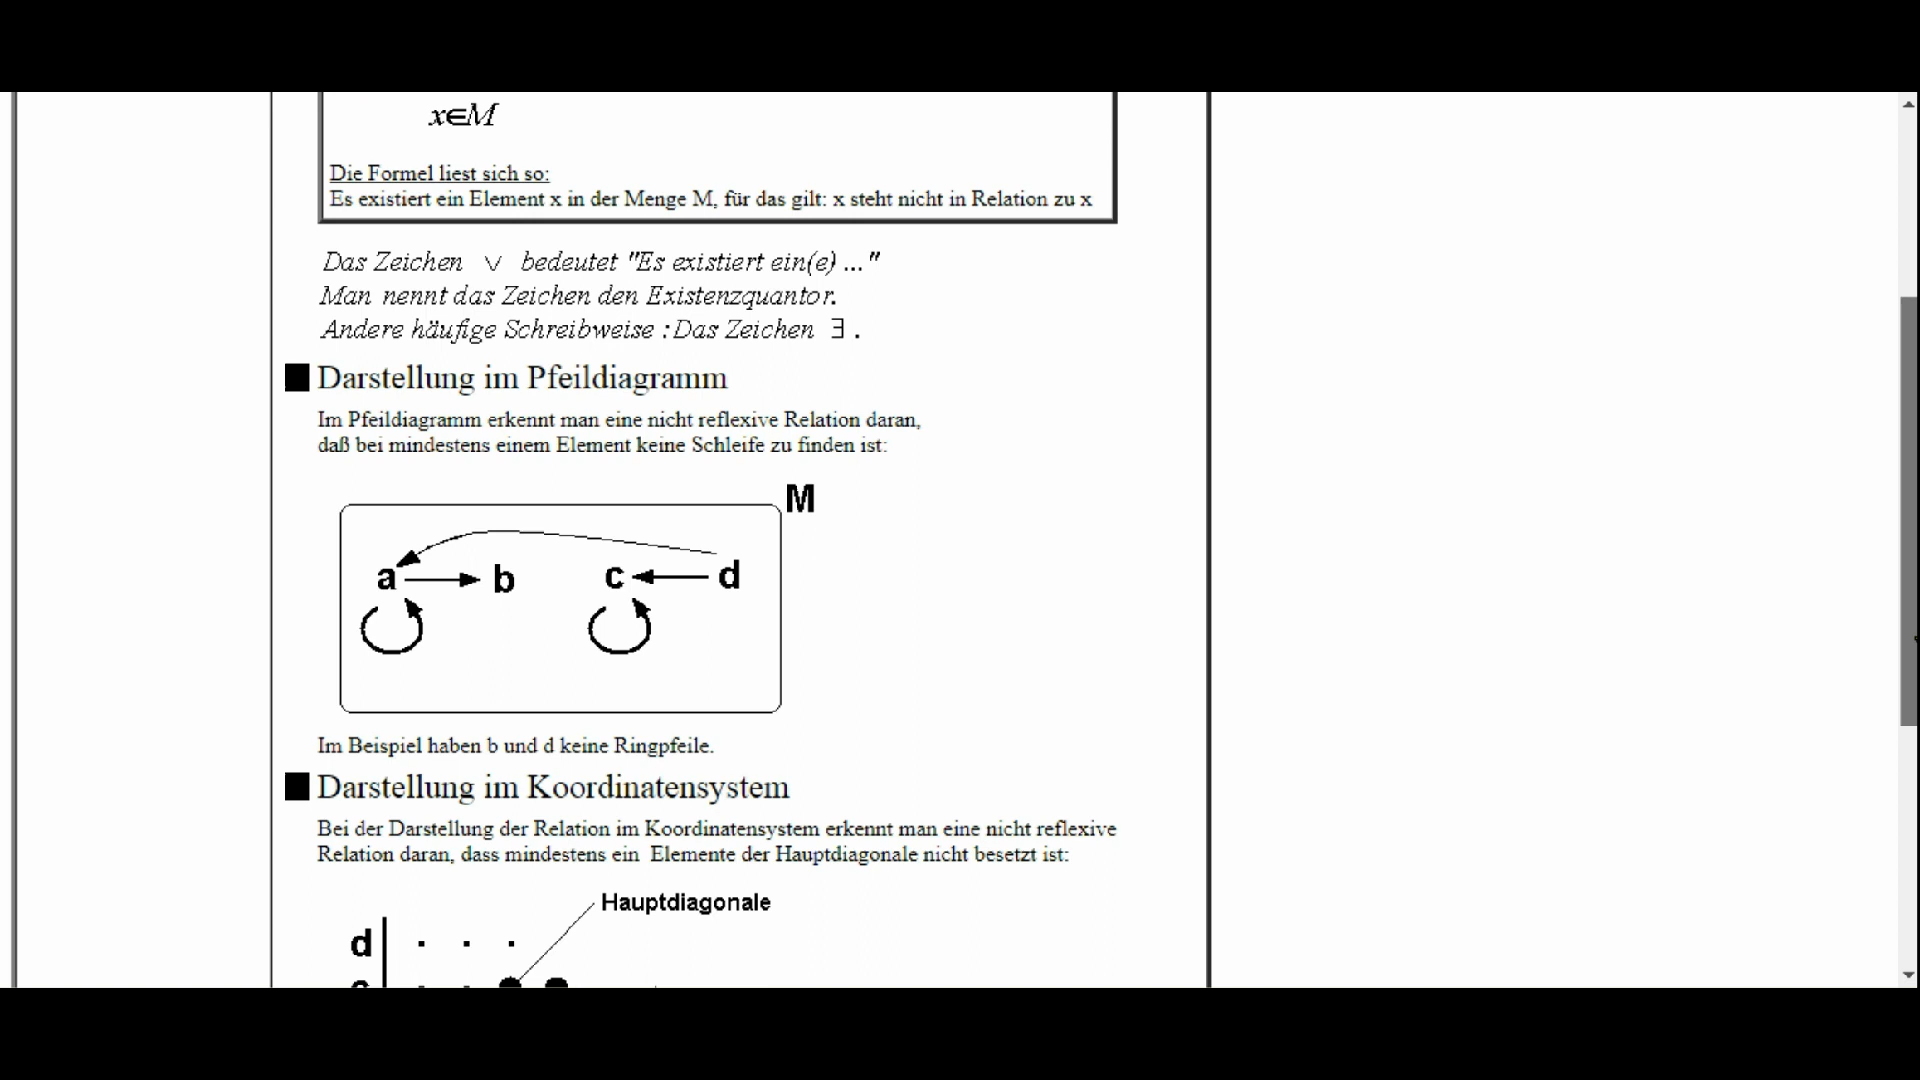 x∈M
Die Formel liest sich so:
Es existiert ein Element x in der Menge M, für das gilt: x steht nicht in Relation zu x
Das Zeichen ∨ bedeutet "Es existiert ein(e) ..."
Man nennt das Zeichen den Existenzquantor.
Andere häufige Schreibweise : Das Zeichen ∃ .
Darstellung im Pfeildiagramm
Im Pfeildiagramm erkennt man eine nicht reflexive Relation daran,
daß bei mindestens einem Element keine Schleife zu finden ist:
M
a b c d
Im Beispiel haben b und d keine Ringpfeile.
Darstellung im Koordinatensystem
Bei der Darstellung der Relation im Koordinatensystem erkennt man eine nicht reflexive
Relation daran, dass mindestens ein Elemente der Hauptdiagonale nicht besetzt ist:
Hauptdiagonale
d